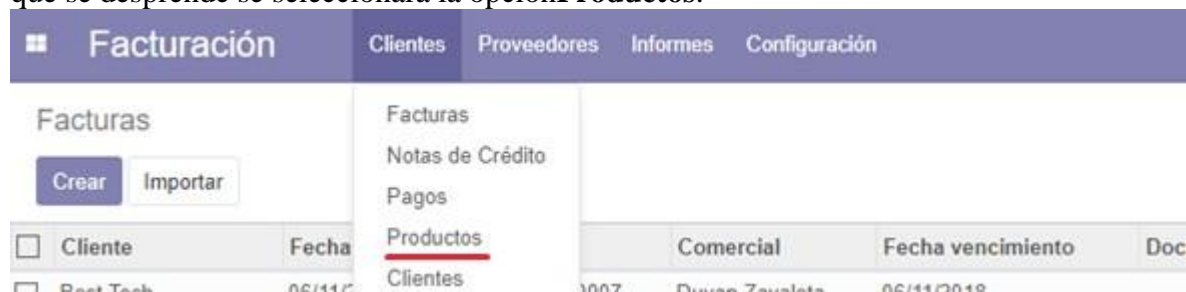 que se desprende se seleccionará la opción Productos.
Facturación Clientes Proveedores Informes Configuración
Facturas
Crear Importar
Facturas
Notas de Crédito
Pagos
Productos
Clientes
Cliente Fecha Comercial Fecha vencimiento Doc
Best Tech 06/11/2 0007 Duvan Zavaleta 06/11/2018